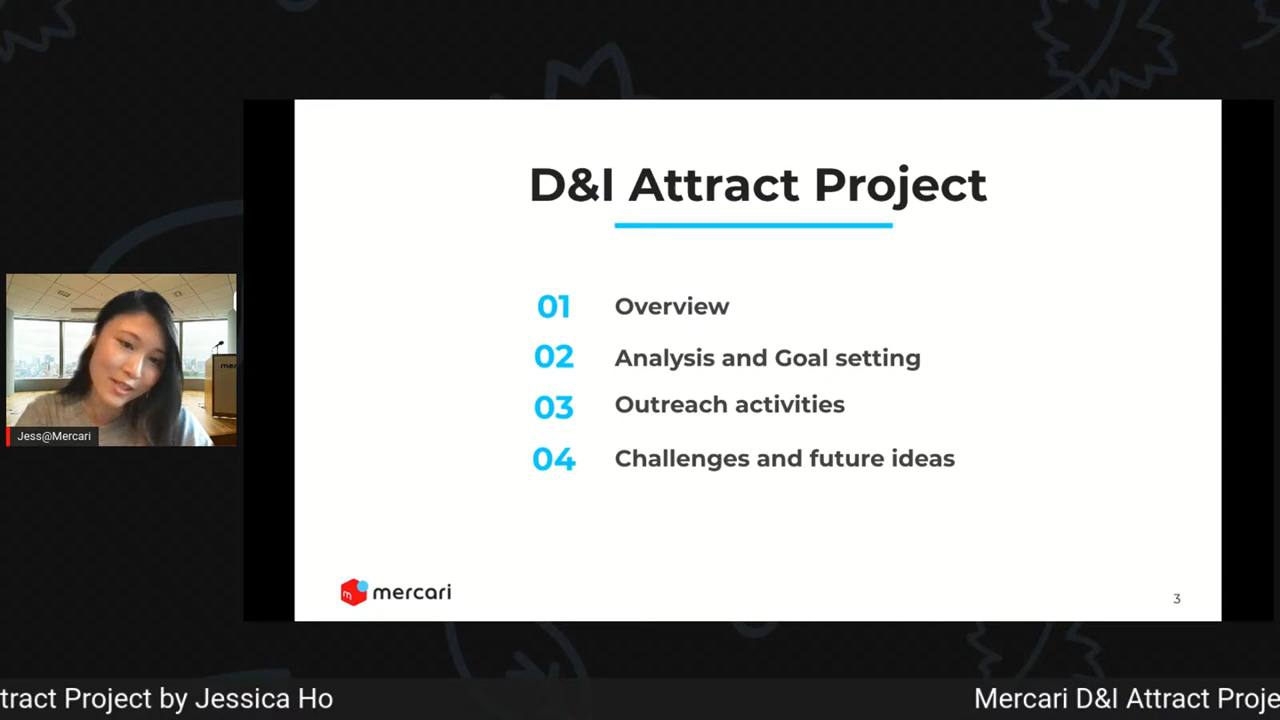 D&I Attract Project
01 Overview
02 Analysis and Goal setting
03 Outreach activities
04 Challenges and future ideas
mer
Jess@Mercari
m mercari
3
tract Project by Jessica Ho
Mercari D&I Attract Proje